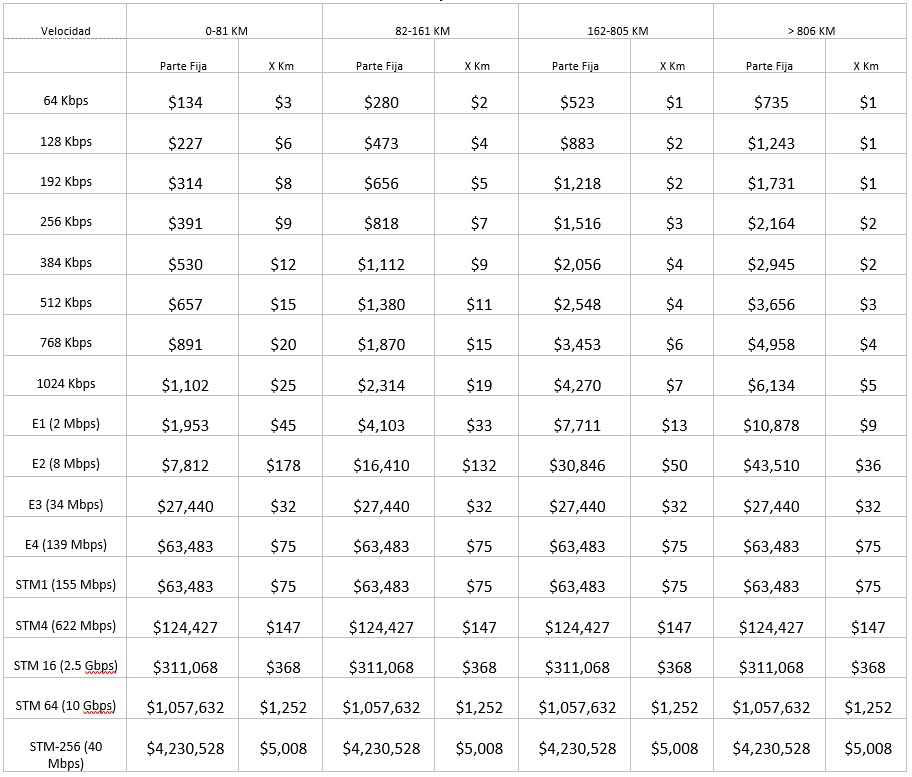 Velocidad 0-81 KM 82-161 KM 162-805 KM > 806 KM
Parte Fija X Km Parte Fija X Km Parte Fija X Km Parte Fija X Km
64 Kbps $134 $3 $280 $2 $523 $1 $735 $1
128 Kbps $227 $6 $473 $4 $883 $2 $1,243 $1
192 Kbps $314 $8 $656 $5 $1,218 $2 $1,731 $1
256 Kbps $391 $9 $818 $7 $1,516 $3 $2,164 $2
384 Kbps $530 $12 $1,112 $9 $2,056 $4 $2,945 $2
512 Kbps $657 $15 $1,380 $11 $2,548 $4 $3,656 $3
768 Kbps $891 $20 $1,870 $15 $3,453 $6 $4,958 $4
1024 Kbps $1,102 $25 $2,314 $19 $4,270 $7 $6,134 $5
E1 (2 Mbps) $1,953 $45 $4,103 $33 $7,711 $13 $10,878 $9
E2 (8 Mbps) $7,812 $178 $16,410 $132 $30,846 $50 $43,510 $36
E3 (34 Mbps) $27,440 $32 $27,440 $32 $27,440 $32 $27,440 $32
E4 (139 Mbps) $63,483 $75 $63,483 $75 $63,483 $75 $63,483 $75
STM1 (155 Mbps) $63,483 $75 $63,483 $75 $63,483 $75 $63,483 $75
STM4 (622 Mbps) $124,427 $147 $124,427 $147 $124,427 $147 $124,427 $147
STM 16 (2.5 Gbps) $311,068 $368 $311,068 $368 $311,068 $368 $311,068 $368
STM 64 (10 Gbps) $1,057,632 $1,252 $1,057,632 $1,252 $1,057,632 $1,252 $1,057,632 $1,252
STM-256 (40 $4,230,528 $5,008 $4,230,528 $5,008 $4,230,528 $5,008 $4,230,528 $5,008
Mbps)